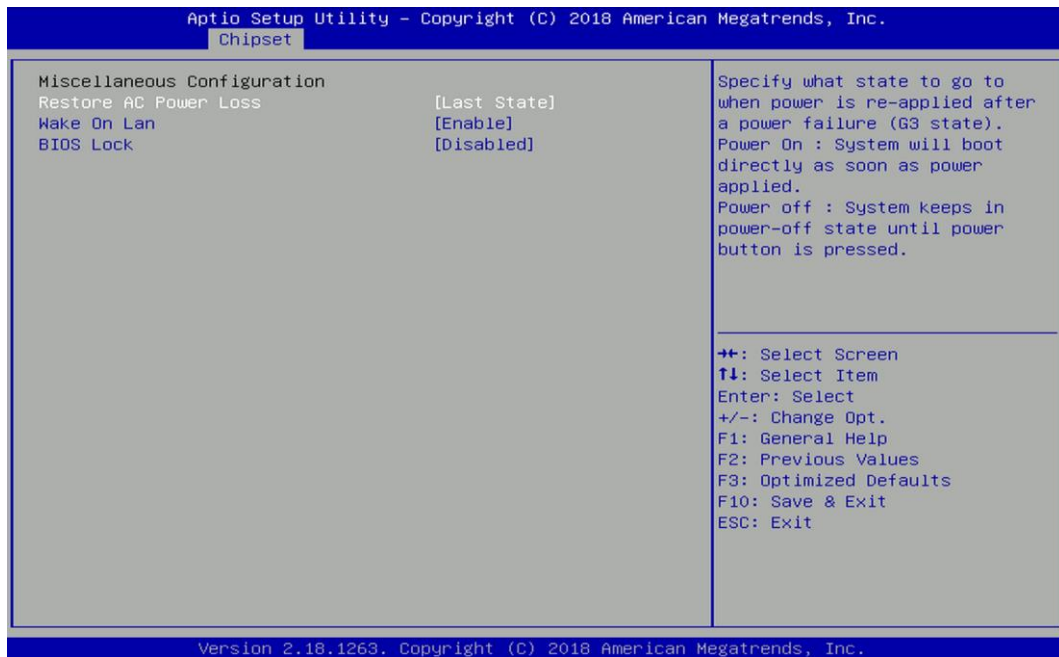 Aptio Setup Utility – Copyright (C) 2018 American Megatrends, Inc.
Chipset
Miscellaneous Configuration
Restore AC Power Loss [Last State]
Wake On Lan [Enable]
BIOS Lock [Disabled]
Specify what state to go to
when power is re-applied after
a power failure (G3 state).
Power On : System will boot
directly as soon as power
applied.
Power off : System keeps in
power-off state until power
button is pressed.
→←: Select Screen
↑↓: Select Item
Enter: Select
+/-: Change Opt.
F1: General Help
F2: Previous Values
F3: Optimized Defaults
F10: Save & Exit
ESC: Exit
Version 2.18.1263. Copyright (C) 2018 American Megatrends, Inc.